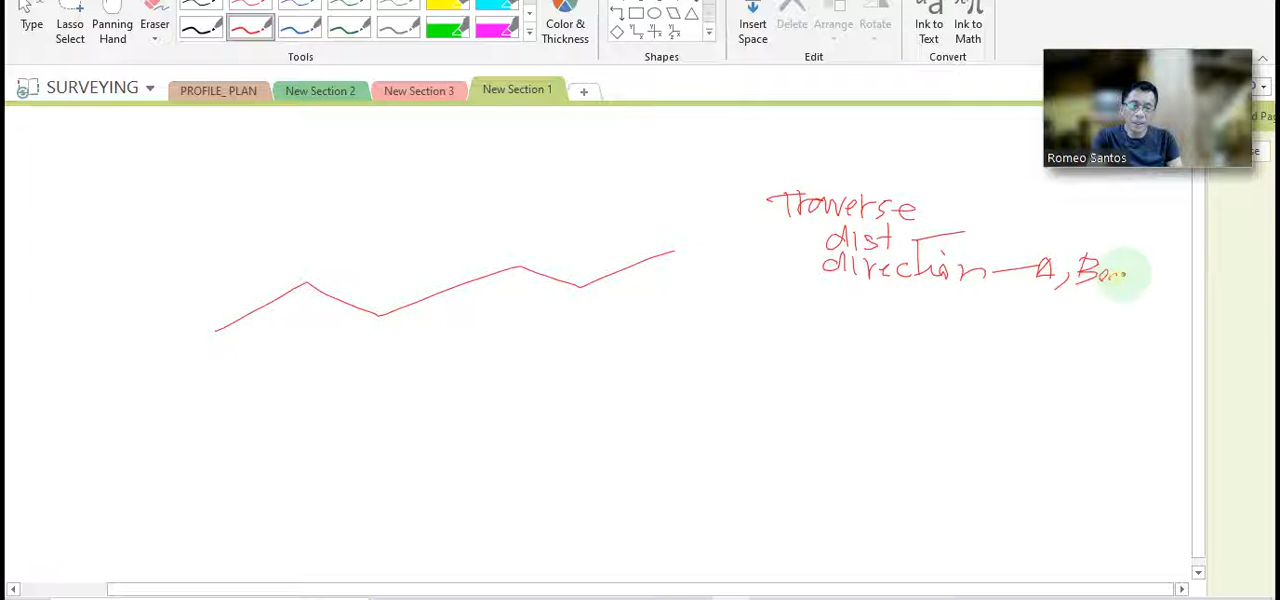 Type
Lasso Select
Panning Hand
Eraser
Color & Thickness
Insert Space
Delete
Arrange
Rotate
Ink to Text
Ink to Math
Tools
Shapes
Edit
Convert
SURVEYING
PROFILE_ PLAN
New Section 2
New Section 3
New Section 1
Romeo Santos
Traverse
dist
direction — A, B